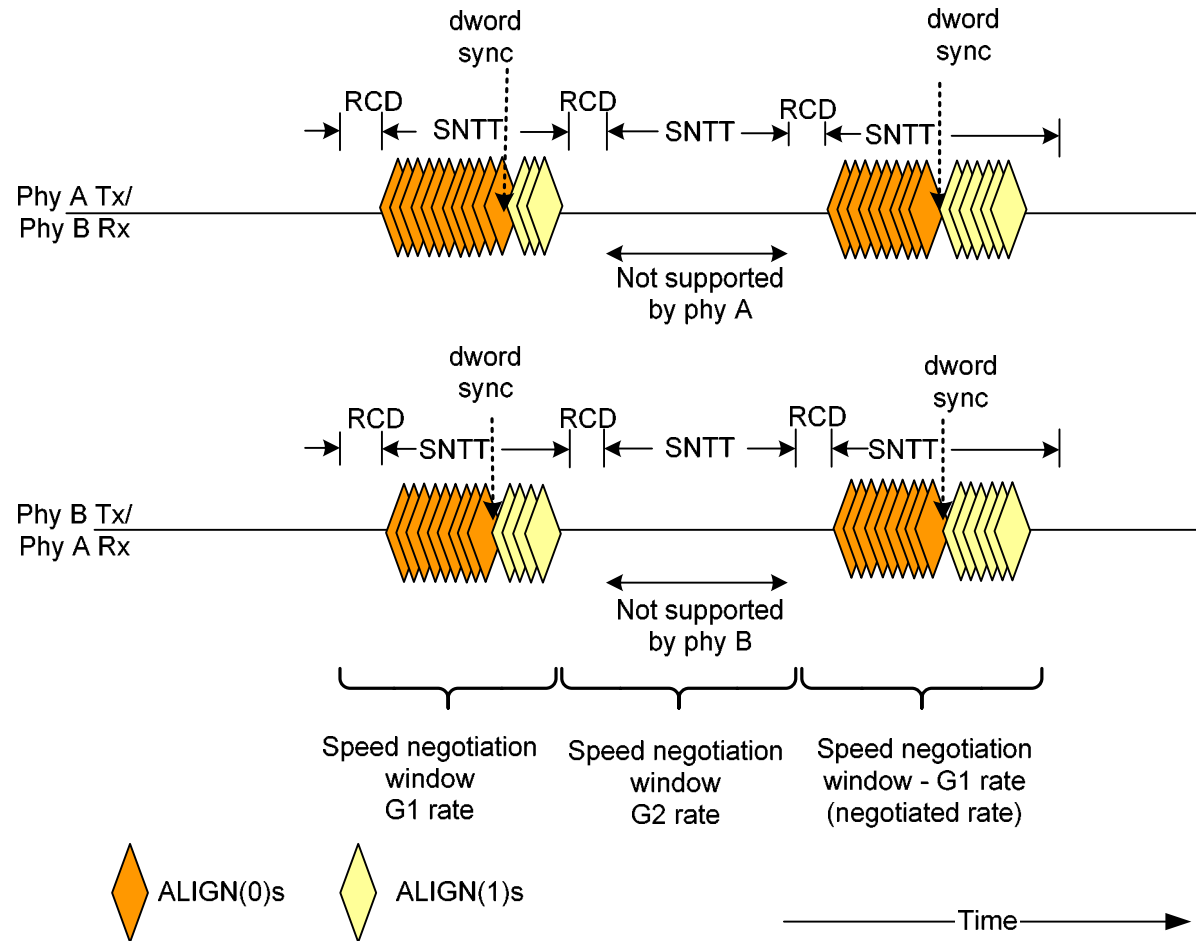 dword
sync
dword
sync
RCD
SNTT
RCD
SNTT
RCD
SNTT
Phy A Tx/
Phy B Rx
Not supported
by phy A
dword
sync
dword
sync
RCD
SNTT
RCD
SNTT
RCD
SNTT
Phy B Tx/
Phy A Rx
Not supported
by phy B
Speed negotiation
window
G1 rate
Speed negotiation
window
G2 rate
Speed negotiation
window - G1 rate
(negotiated rate)
ALIGN(0)s
ALIGN(1)s
Time